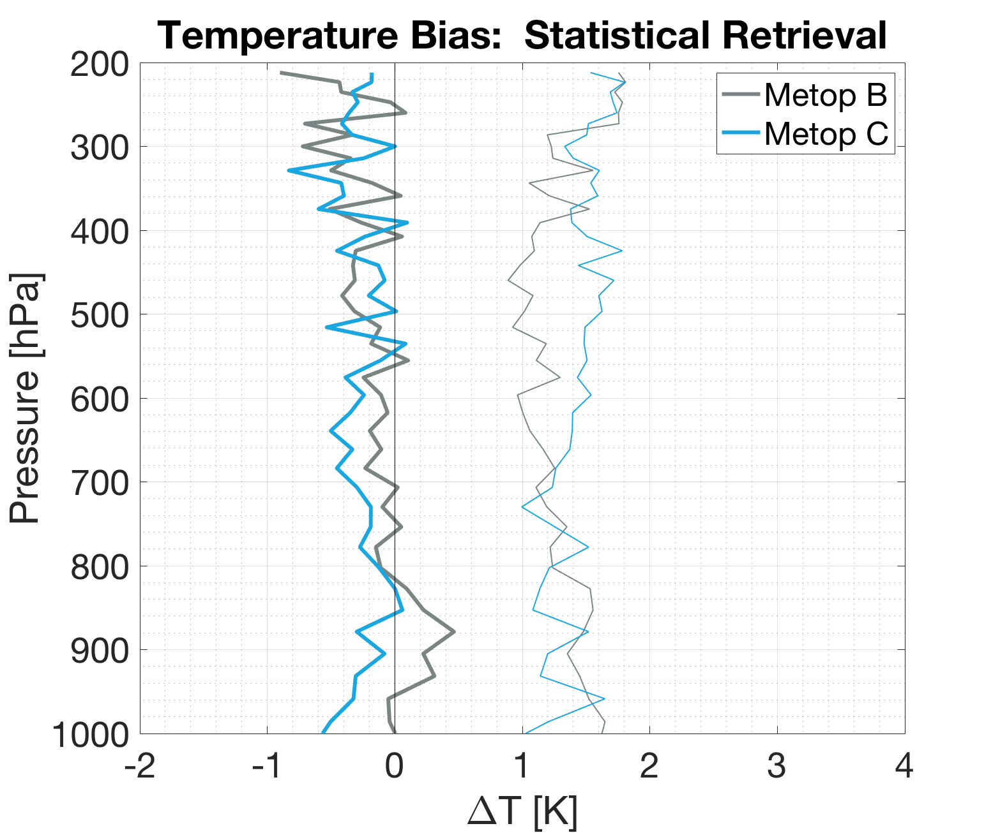 Temperature Bias:  Statistical Retrieval
Metop B
Metop C
Pressure [hPa]
200
300
400
500
600
700
800
900
1000
-2 -1 0 1 2 3 4
ΔT [K]